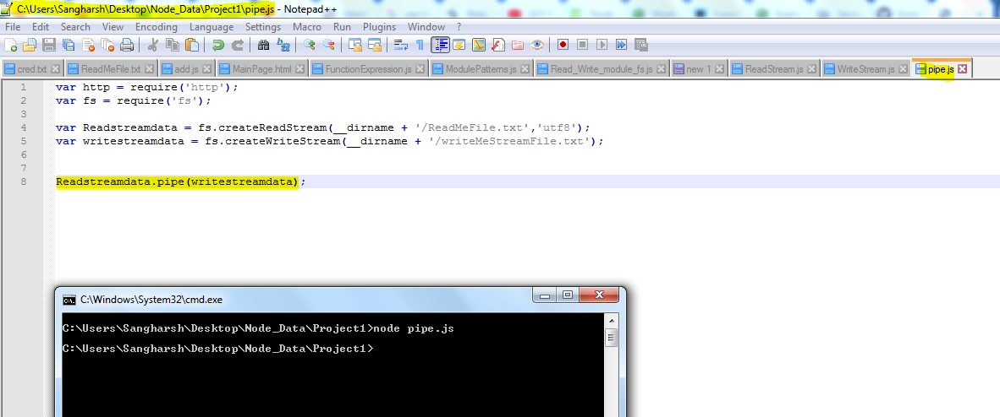 C:\Users\Sangharsh\Desktop\Node_Data\Project1\pipe.js - Notepad++
File Edit Search View Encoding Language Settings Macro Run Plugins Window ?
cred.txt ReadMeFile.txt add.js MainPage.html FunctionExpression.js ModulePatterns.js Read_Write_module_fs.js new 1 ReadStream.js WriteStream.js pipe.js
1 var http = require('http');
2 var fs = require('fs');
3
4 var Readstreamdata = fs.createReadStream(__dirname + '/ReadMeFile.txt','utf8');
5 var writestreamdata = fs.createWriteStream(__dirname + '/writeMeStreamFile.txt');
6
7
8 Readstreamdata.pipe(writestreamdata);
C:\Windows\System32\cmd.exe
C:\Users\Sangharsh\Desktop\Node_Data\Project1>node pipe.js
C:\Users\Sangharsh\Desktop\Node_Data\Project1>